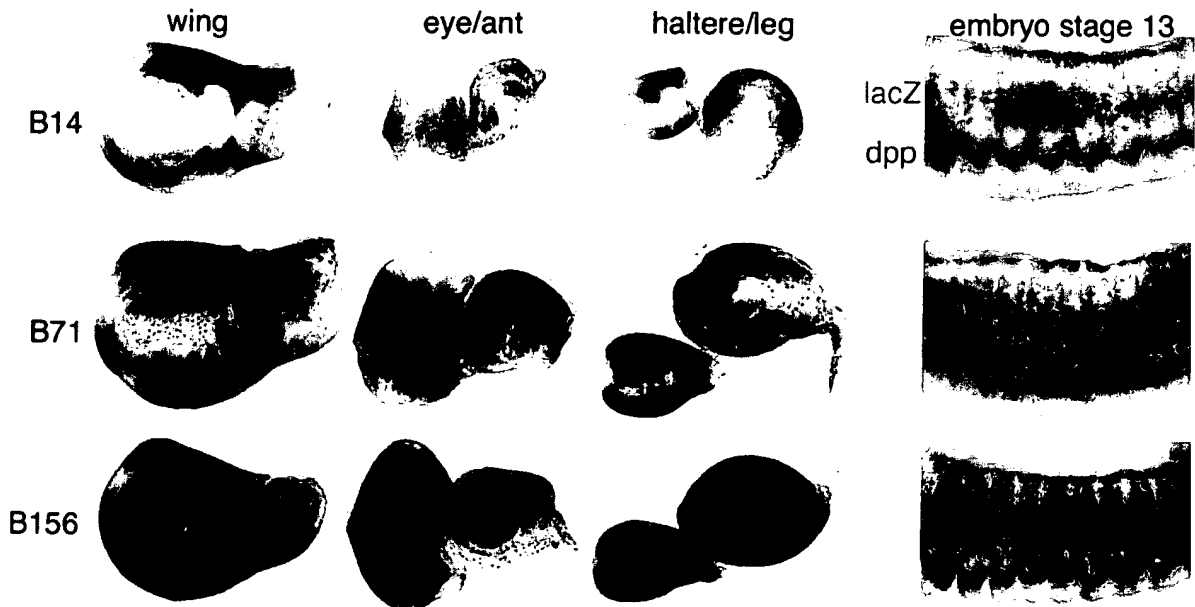 wing eye/ant haltere/leg embryo stage 13
B14
lacZ
dpp
B71
B156